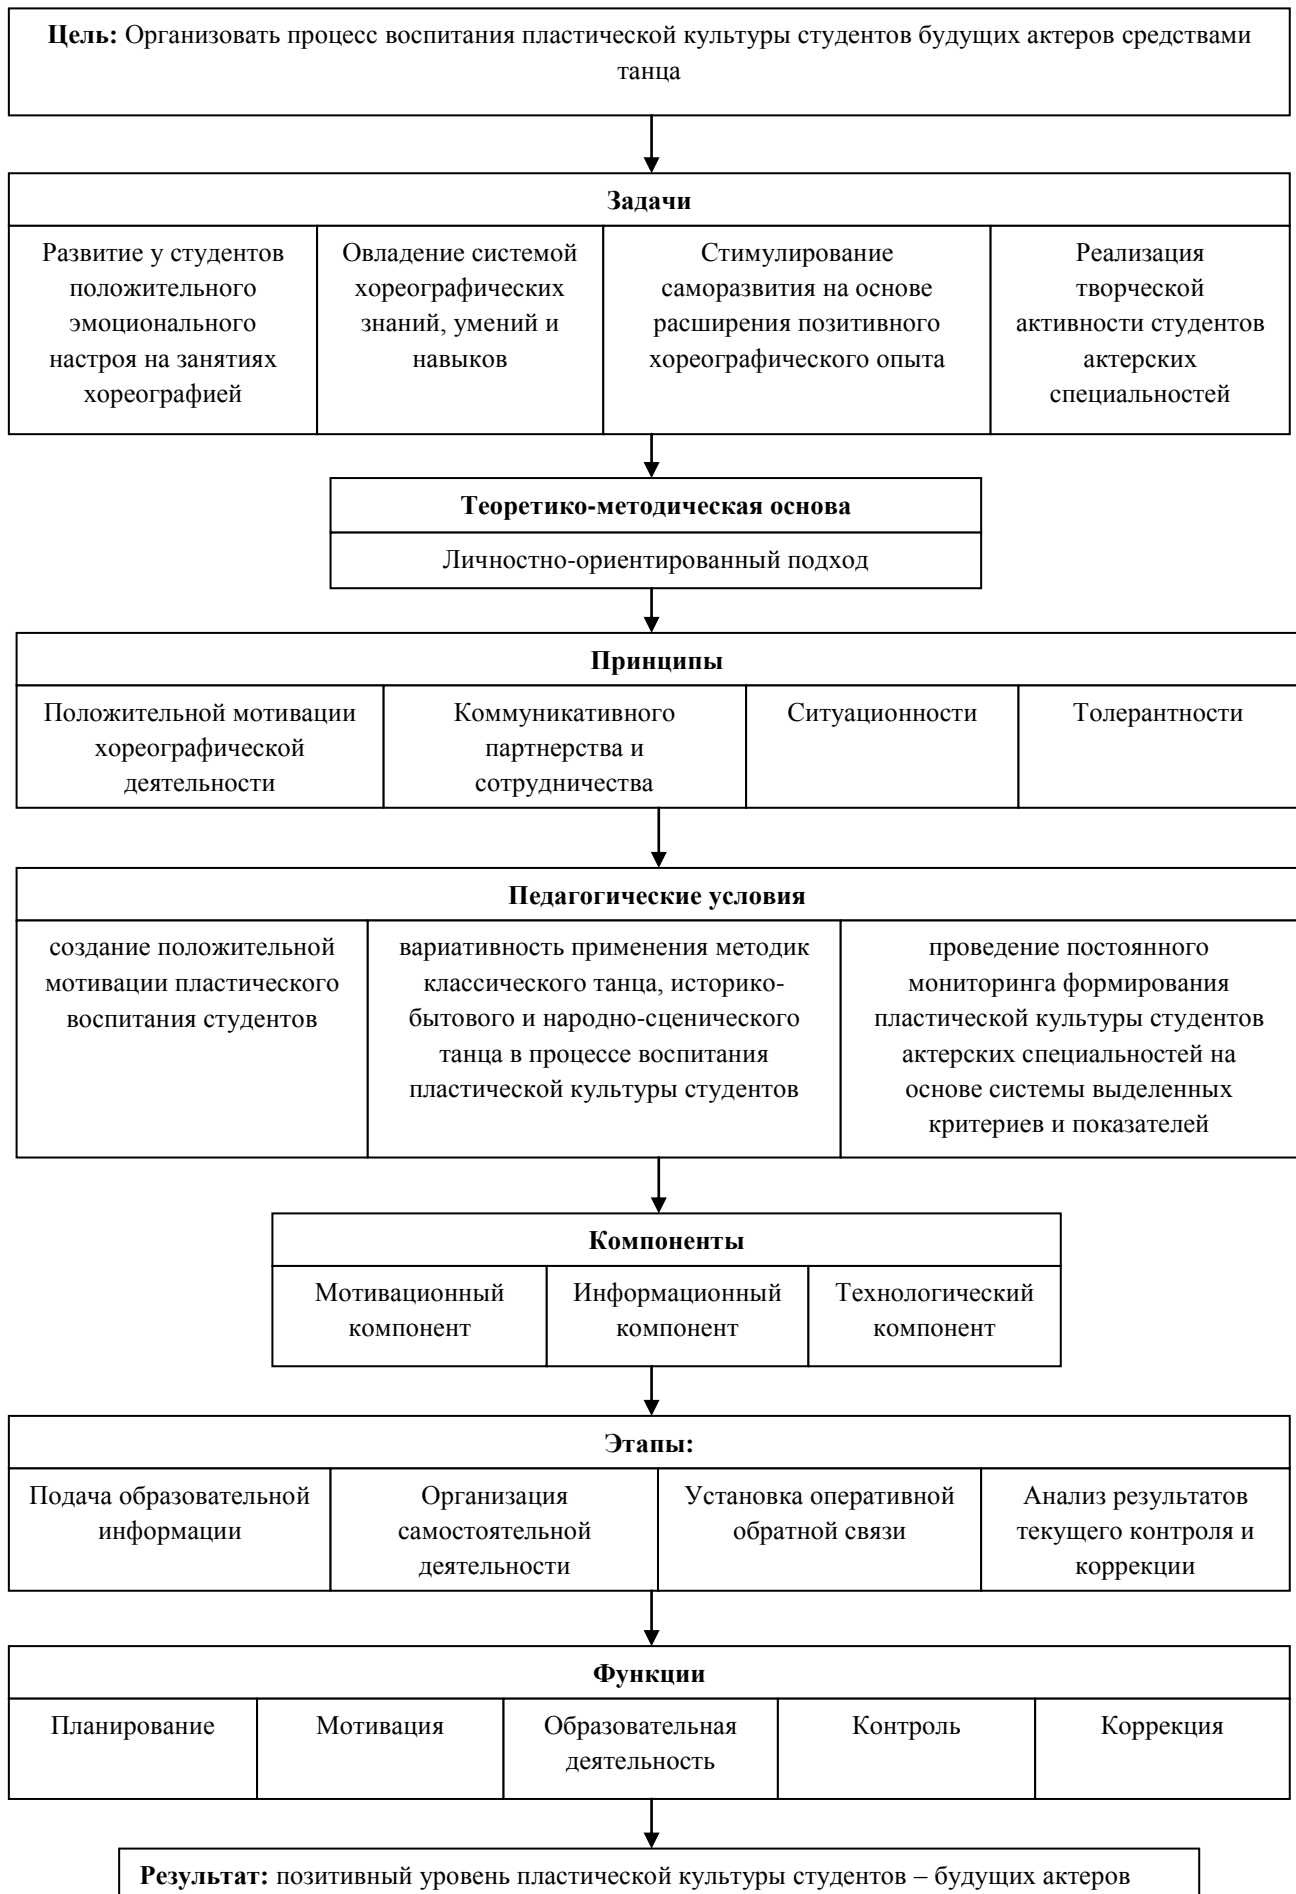 Цель: Организовать процесс воспитания пластической культуры студентов будущих актеров средствами
танца
Задачи
Развитие у студентов
положительного
эмоционального
настроя на занятиях
хореографией
Овладение системой
хореографических
знаний, умений и
навыков
Стимулирование
саморазвития на основе
расширения позитивного
хореографического опыта
Реализация
творческой
активности студентов
актерских
специальностей
Теоретико-методическая основа
Личностно-ориентированный подход
Принципы
Положительной мотивации
хореографической
деятельности
Коммуникативного
партнерства и
сотрудничества
Ситуационности
Толерантности
Педагогические условия
создание положительной
мотивации пластического
воспитания студентов
вариативность применения методик
классического танца, историко-
бытового и народно-сценического
танца в процессе воспитания
пластической культуры студентов
проведение постоянного
мониторинга формирования
пластической культуры студентов
актерских специальностей на
основе системы выделенных
критериев и показателей
Компоненты
Мотивационный
компонент
Информационный
компонент
Технологический
компонент
Этапы:
Подача образовательной
информации
Организация
самостоятельной
деятельности
Установка оперативной
обратной связи
Анализ результатов
текущего контроля и
коррекции
Функции
Планирование
Мотивация
Образовательная
деятельность
Контроль
Коррекция
Результат: позитивный уровень пластической культуры студентов – будущих актеров